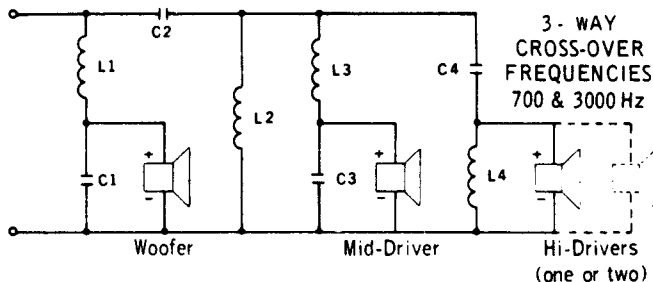 C2
3 - WAY
CROSS-OVER
FREQUENCIES
700 & 3000 Hz
L1
L3
C4
L2
+
+
+
+
C1
C3
L4
−
−
−
−
Woofer
Mid-Driver
Hi-Drivers
(one or two)